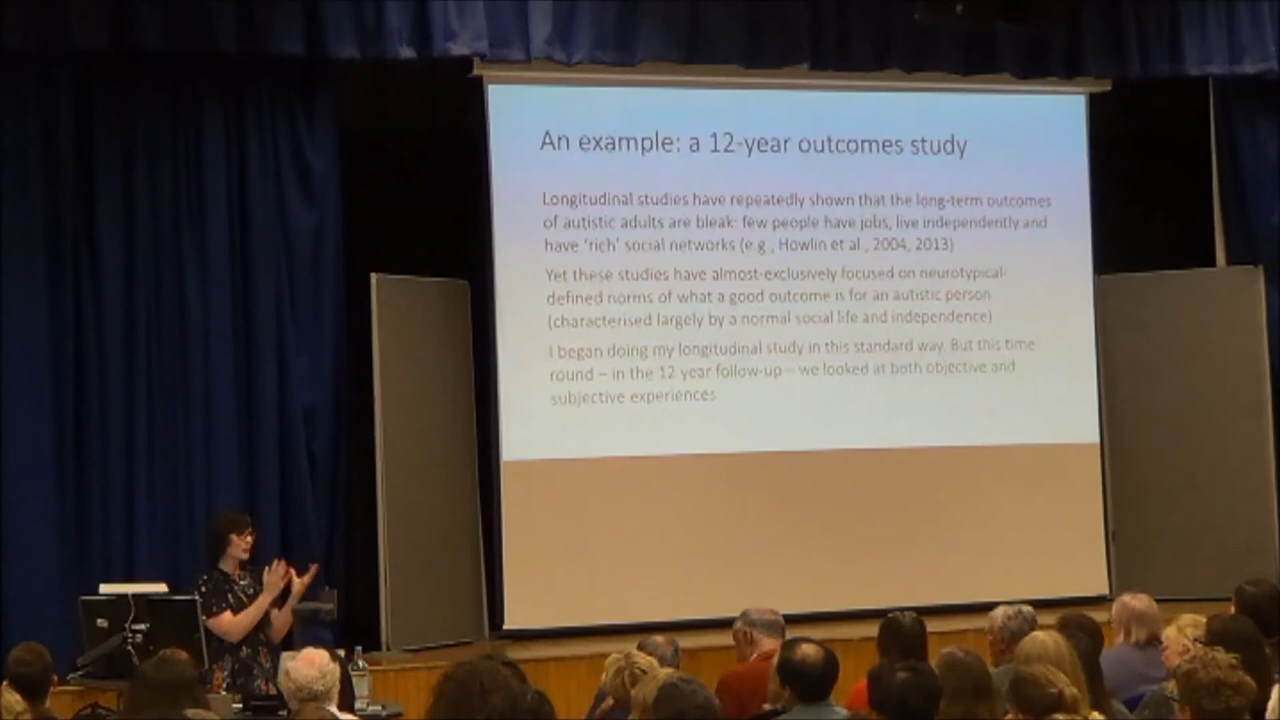 An example: a 12-year outcomes study
Longitudinal studies have repeatedly shown that the long-term outcomes
of autistic adults are bleak: few people have jobs, live independently and
have ‘rich’ social networks (e.g., Howlin et al., 2004, 2013)
Yet these studies have almost-exclusively focused on neurotypical-
defined norms of what a good outcome is for an autistic person
(characterised largely by a normal social life and independence)
I began doing my longitudinal study in this standard way. But this time
round – in the 12 year follow-up – we looked at both objective and
subjective experiences